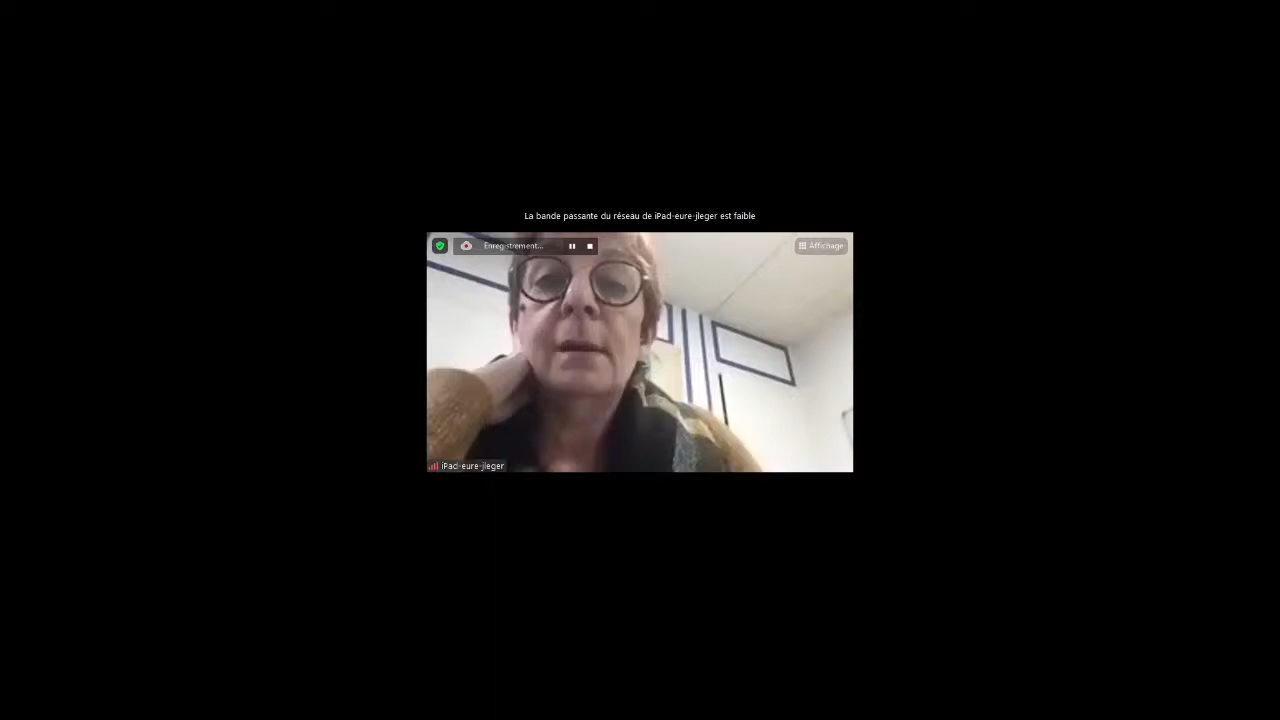 La bande passante du réseau de iPad-eure-jleger est faible
Enregistrement...
Affichage
iPad-eure-jleger